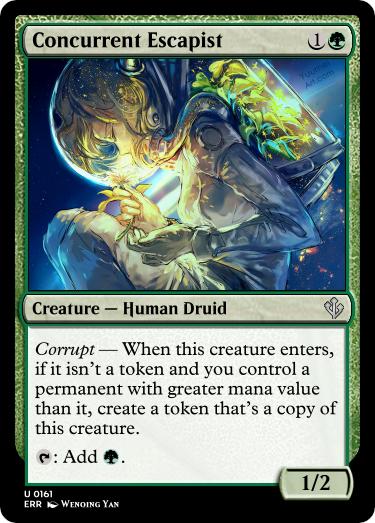 Concurrent Escapist 1
Creature — Human Druid
Corrupt — When this creature enters,
if it isn't a token and you control a
permanent with greater mana value
than it, create a token that's a copy of
this creature.
: Add .
1/2
U 0161
ERR Wenoing Yan